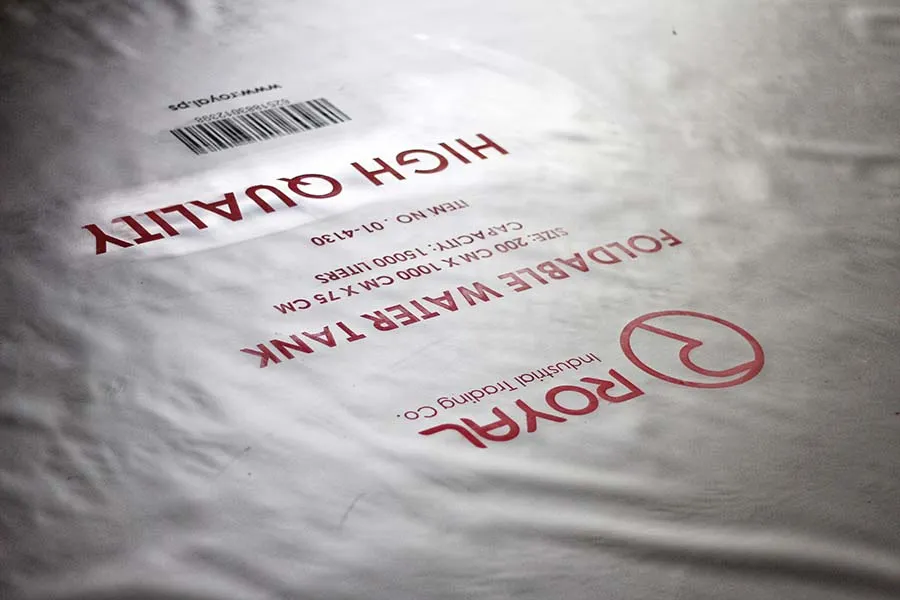 ROYAL
Industrial Trading Co.
FOLDABLE WATER TANK
SIZE: 200 CM X 1000 CM X 75 CM
CAPACITY: 15000 LITERS
ITEM NO. 01-4130
HIGH QUALITY
www.royal.ps